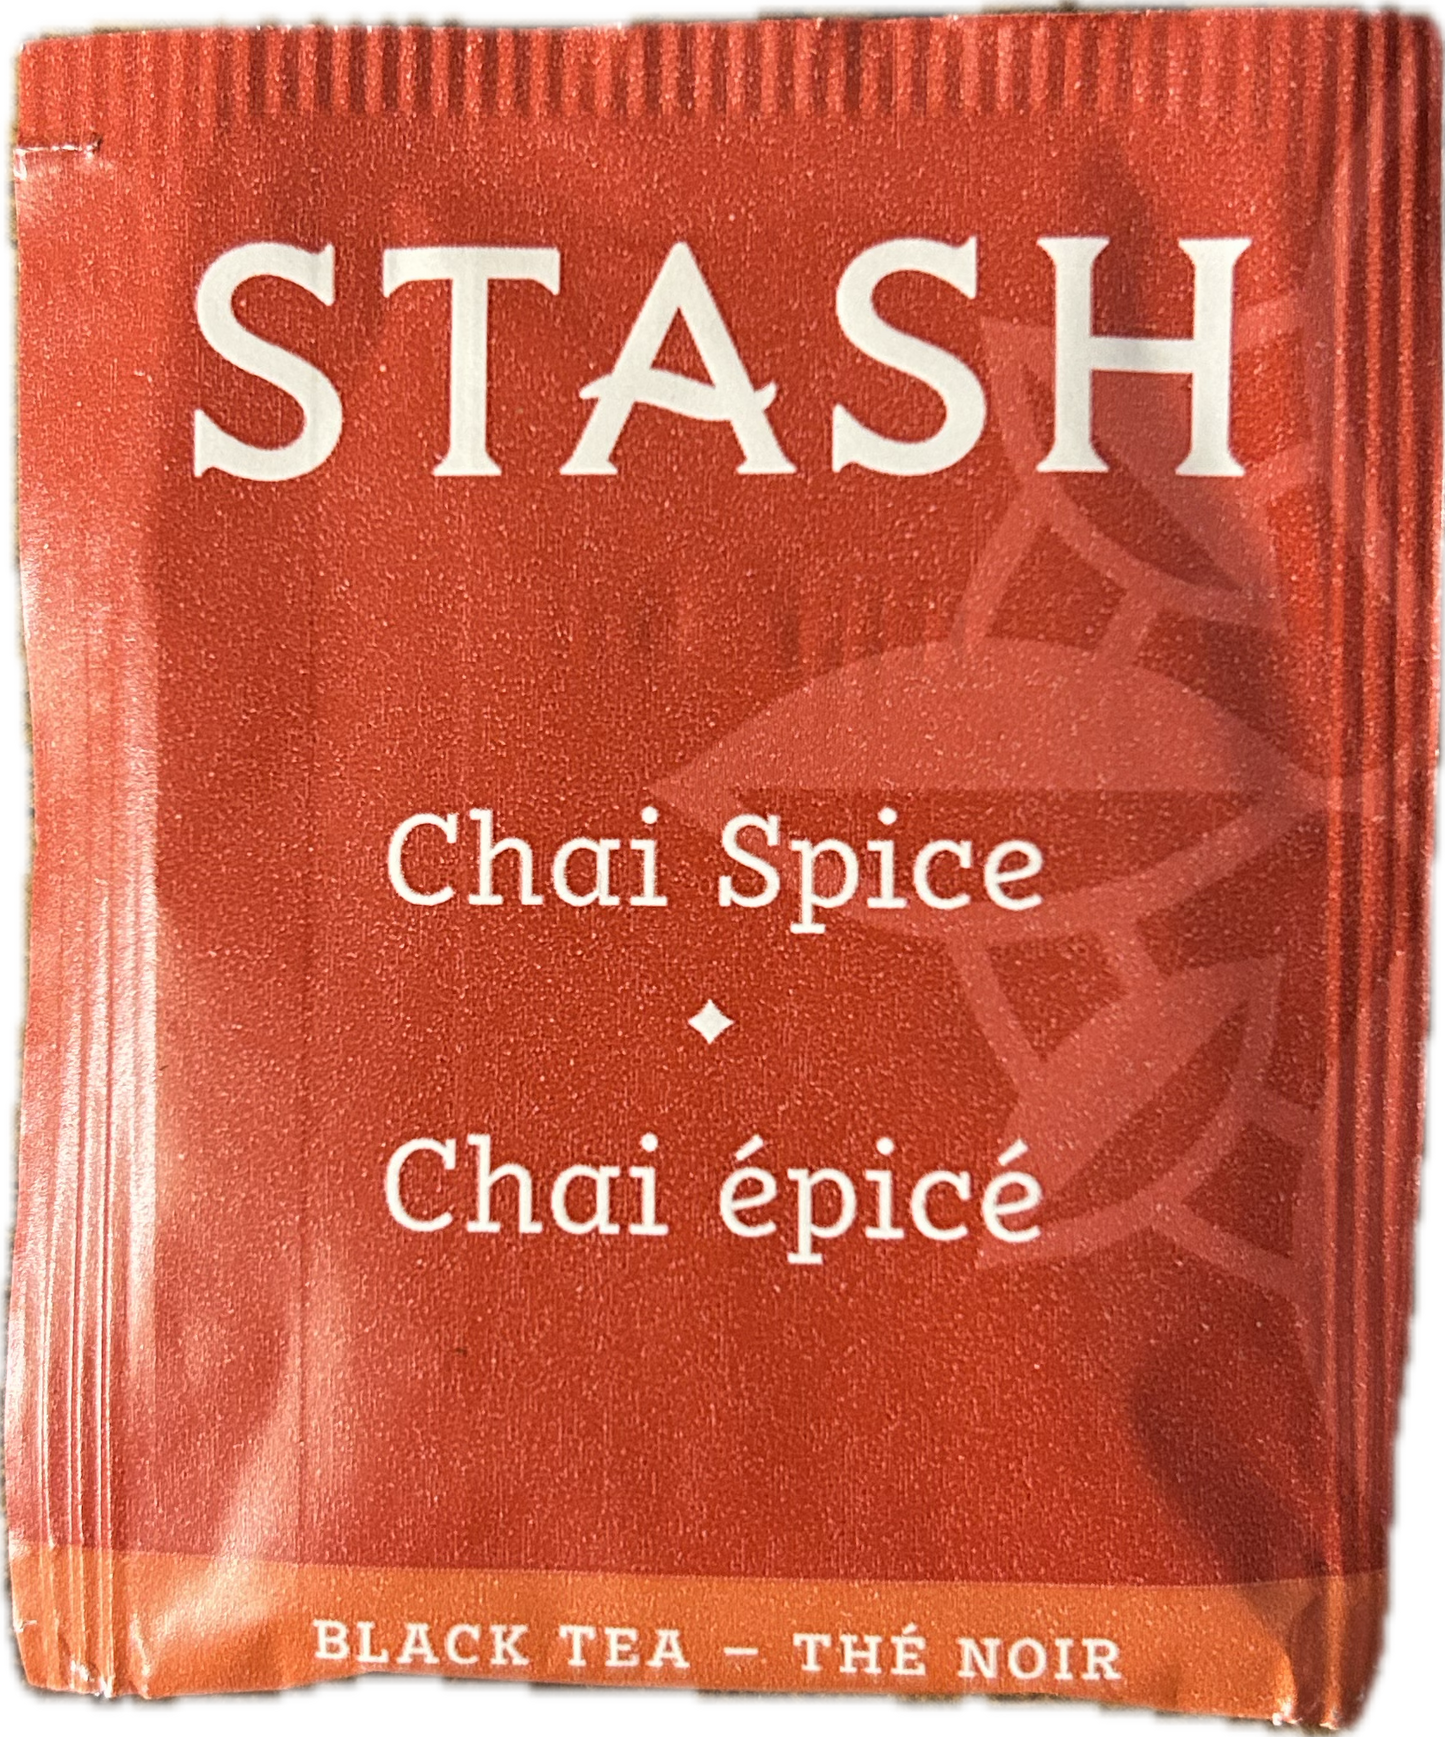 STASH
Chai Spice
Chai épicé
BLACK TEA – THÉ NOIR